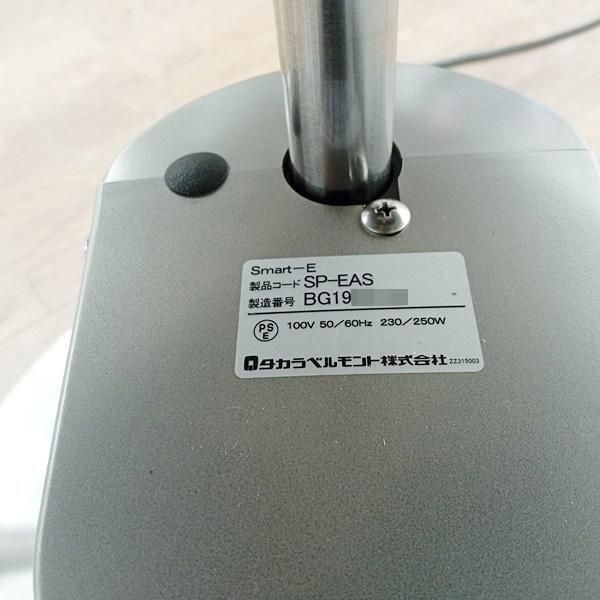 Smart-E
製品コード SP-EAS
製造番号 BG19
PS
E
100V 50/60Hz 230/250W
タカラベルモント株式会社 ZZ315003